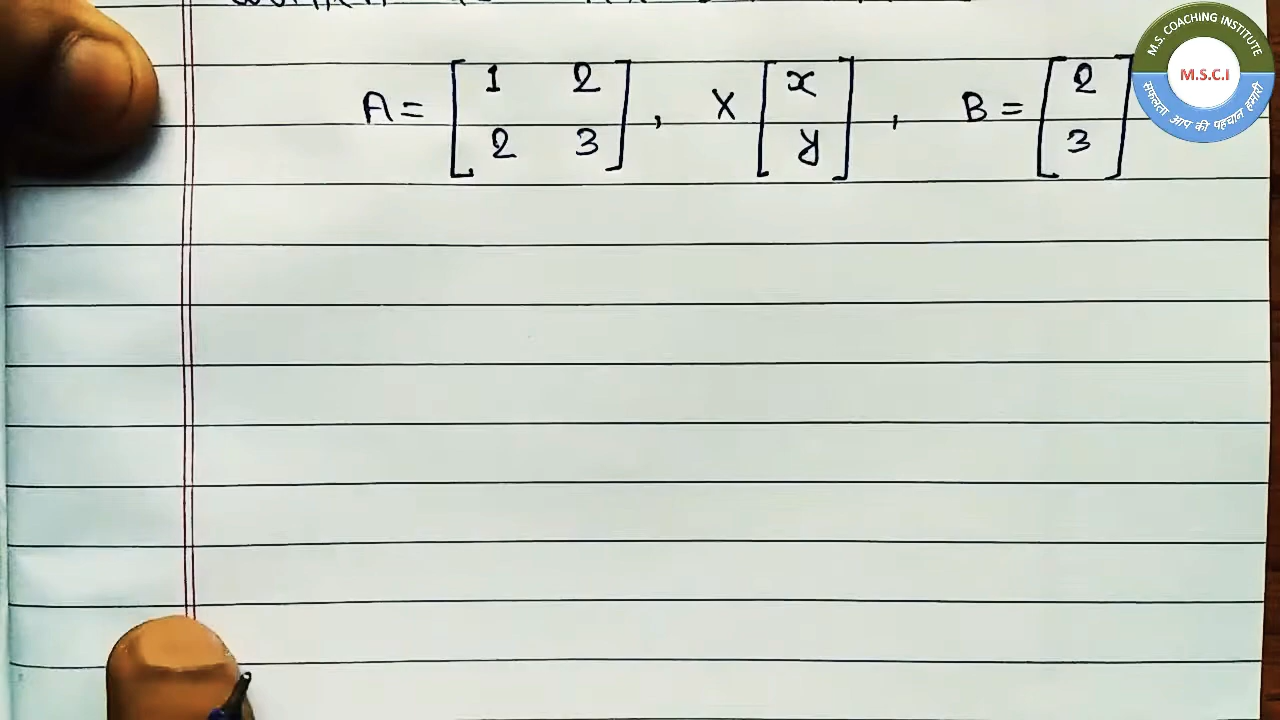 A = [ 1 2 ] , X [ x ] , B = [ 2 ]
[ 2 3 ] [ y ] [ 3 ]
M.S. COACHING INSTITUTE
M.S.C.I
सफलता आप की पहचान हमारी